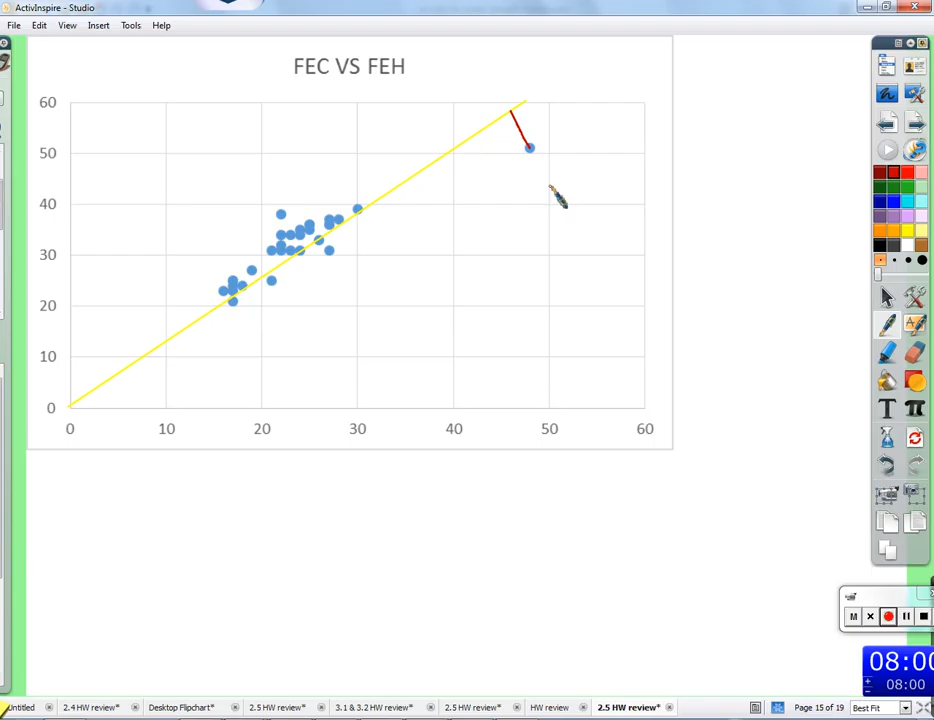 ActivInspire - Studio
File Edit View Insert Tools Help
FEC VS FEH
60
50
40
30
20
10
0
0 10 20 30 40 50 60
M
08:00
08:00
Untitled 2.4 HW review* Desktop Flipchart* 2.5 HW review* 3.1 & 3.2 HW review* 2.5 HW review* HW review 2.5 HW review* Page 15 of 19 Best Fit